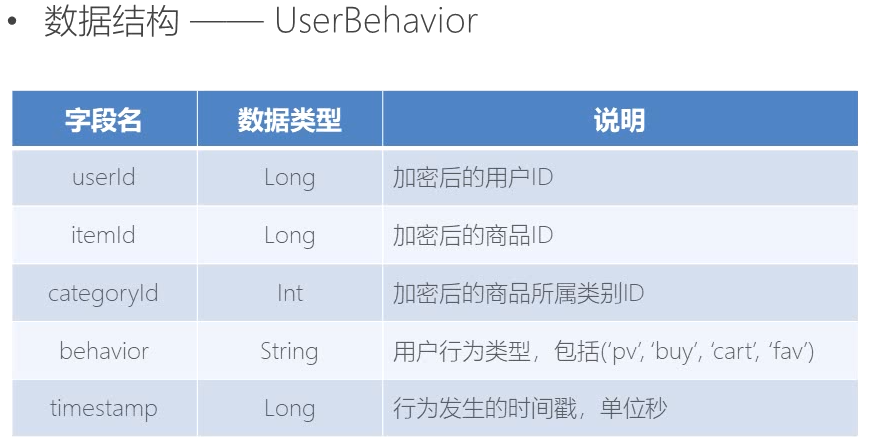 • 数据结构 —— UserBehavior
字段名 数据类型 说明
userId Long 加密后的用户ID
itemId Long 加密后的商品ID
categoryId Int 加密后的商品所属类别ID
behavior String 用户行为类型，包括(‘pv’, ‘buy’, ‘cart’, ‘fav’)
timestamp Long 行为发生的时间戳，单位秒